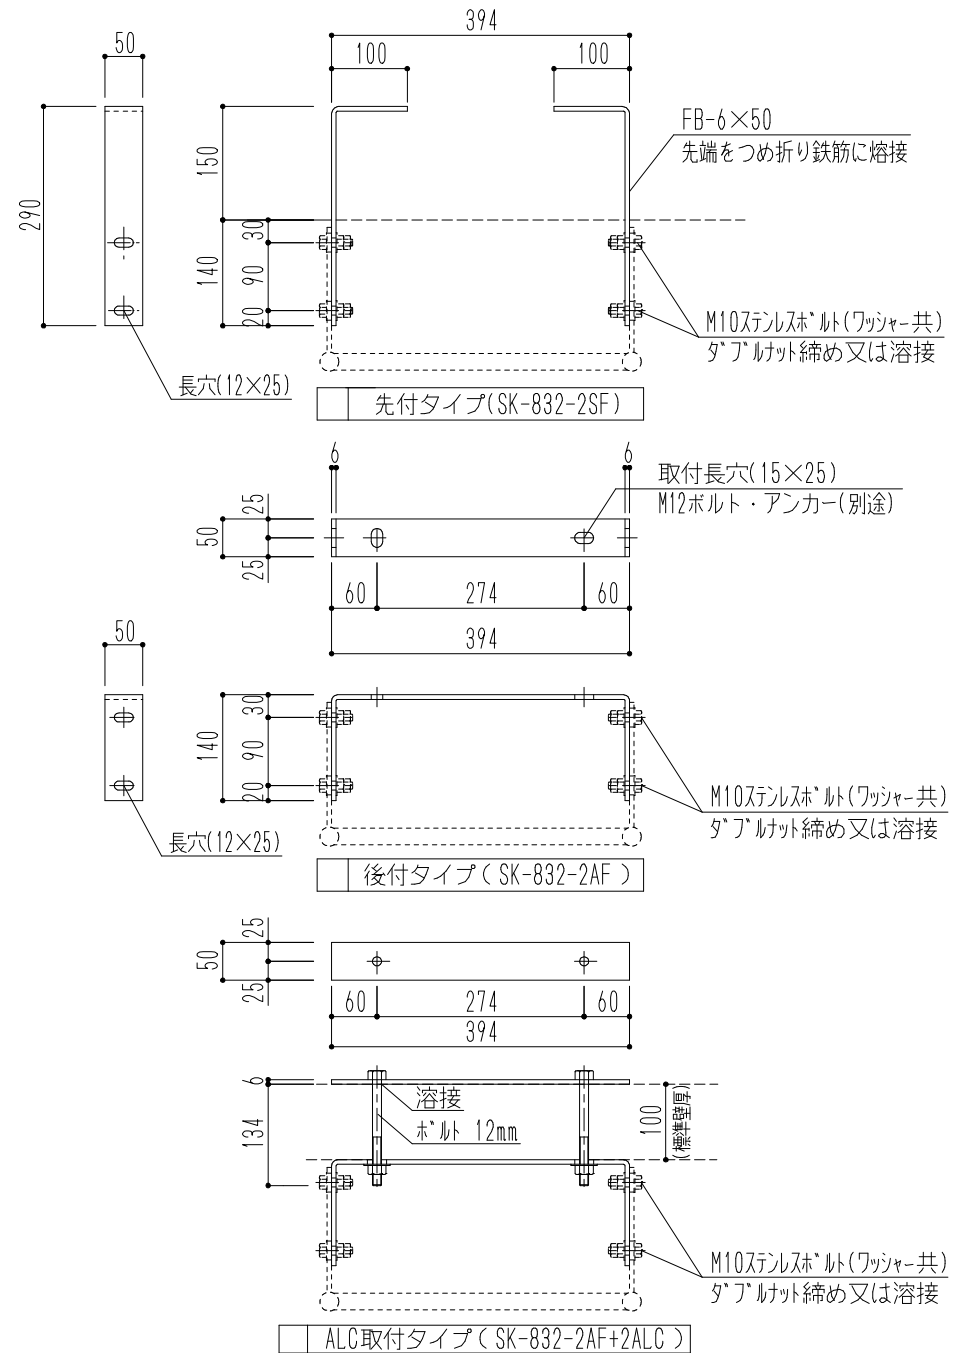 394
50
100
100
FB-6×50
先端をつめ折り鉄筋に熔接
150
290
30
140
90
20
M10ステンレスボルト(ワッシャー共)
ダブルナット締め又は溶接
長穴(12×25)
先付タイプ(SK-832-2SF)
6
6
取付長穴(15×25)
M12ボルト・アンカー(別途)
25
50
25
60
274
60
394
50
30
140
90
20
M10ステンレスボルト(ワッシャー共)
ダブルナット締め又は溶接
長穴(12×25)
後付タイプ( SK-832-2AF )
25
50
25
60
274
60
394
6
溶接
ボルト 12mm
134
100
(標準壁厚)
M10ステンレスボルト(ワッシャー共)
ダブルナット締め又は溶接
ALC取付タイプ( SK-832-2AF+2ALC )